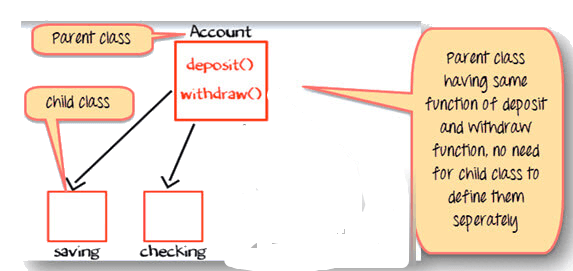 Parent class
Account
deposit()
withdraw()
child class
saving
checking
Parent class
having same
function of deposit
and withdraw
function, no need
for child class to
define them
seperately